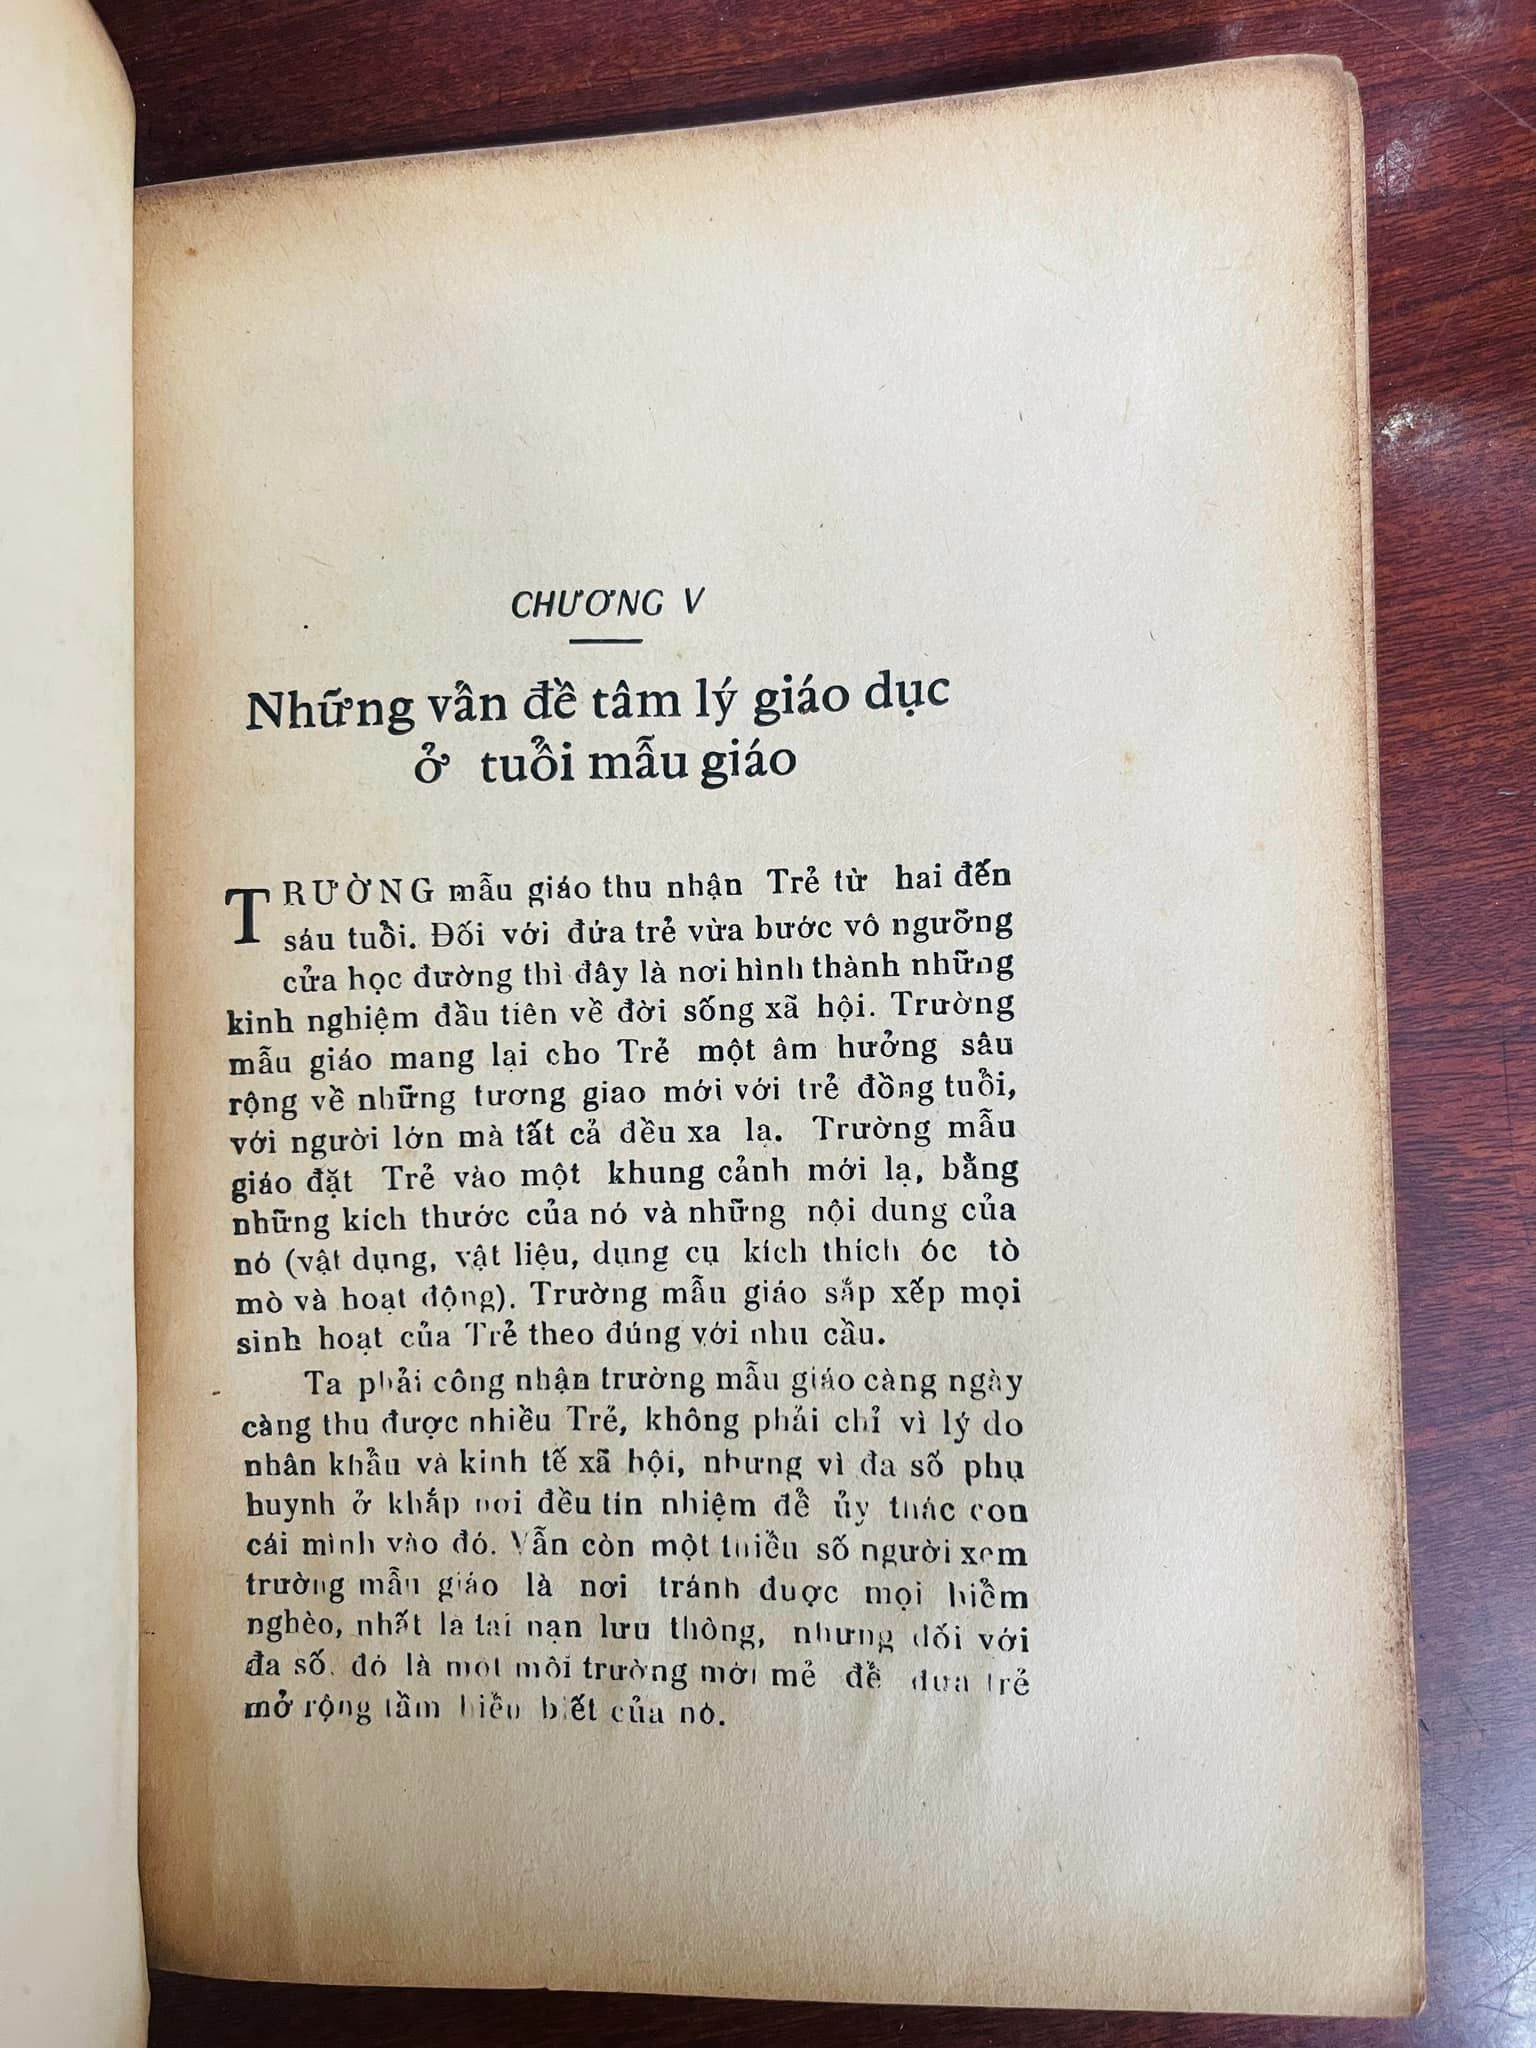 CHƯƠNG V
Những vấn đề tâm lý giáo dục
ở tuổi mẫu giáo
TRƯỜNG mẫu giáo thu nhận Trẻ từ hai đến
sáu tuổi. Đối với đứa trẻ vừa bước vô ngưỡng
cửa học đường thì đây là nơi hình thành những
kinh nghiệm đầu tiên về đời sống xã hội. Trường
mẫu giáo mang lại cho Trẻ một âm hưởng sâu
rộng về những tương giao mới với trẻ đồng tuổi,
với người lớn mà tất cả đều xa lạ. Trường mẫu
giáo đặt Trẻ vào một khung cảnh mới lạ, bằng
những kích thước của nó và những nội dung của
nó (vật dụng, vật liệu, dụng cụ kích thích óc tò
mò và hoạt động). Trường mẫu giáo sắp xếp mọi
sinh hoạt của Trẻ theo đúng với nhu cầu.
Ta phải công nhận trường mẫu giáo càng ngày
càng thu được nhiều Trẻ, không phải chỉ vì lý do
nhân khẩu và kinh tế xã hội, nhưng vì đa số phụ
huynh ở khắp nơi đều tín nhiệm để ủy thác con
cái mình vào đó. Vẫn còn một thiểu số người xem
trường mẫu giáo là nơi tránh được mọi hiểm
nghèo, nhất là tai nạn lưu thông, nhưng đối với
đa số, đó là một môi trường mới mẻ để đưa trẻ
mở rộng tầm hiểu biết của nó.